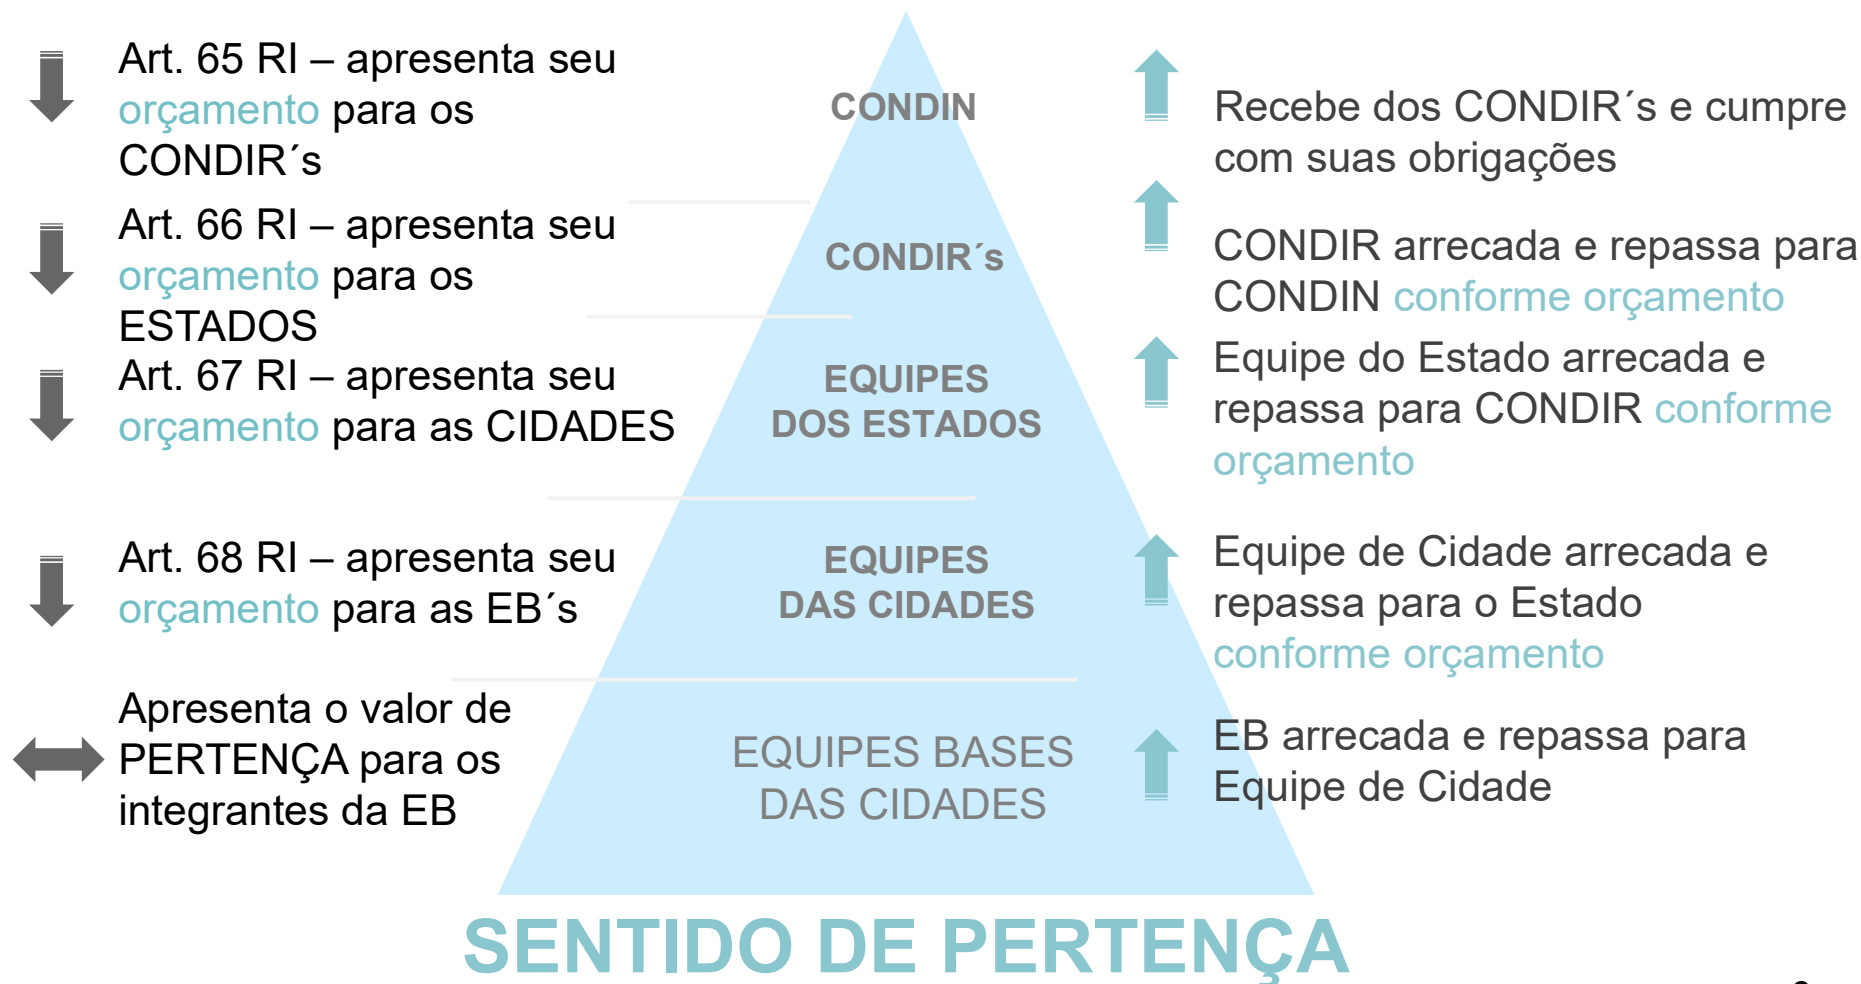 Art. 65 RI – apresenta seu
orçamento para os
CONDIR´s
CONDIN
Recebe dos CONDIR´s e cumpre
com suas obrigações
Art. 66 RI – apresenta seu
orçamento para os
ESTADOS
CONDIR´s
CONDIR arrecada e repassa para
CONDIN conforme orçamento
Art. 67 RI – apresenta seu
orçamento para as CIDADES
EQUIPES
DOS ESTADOS
Equipe do Estado arrecada e
repassa para CONDIR conforme
orçamento
Art. 68 RI – apresenta seu
orçamento para as EB´s
EQUIPES
DAS CIDADES
Equipe de Cidade arrecada e
repassa para o Estado
conforme orçamento
Apresenta o valor de
PERTENÇA para os
integrantes da EB
EQUIPES BASES
DAS CIDADES
EB arrecada e repassa para
Equipe de Cidade
SENTIDO DE PERTENÇA